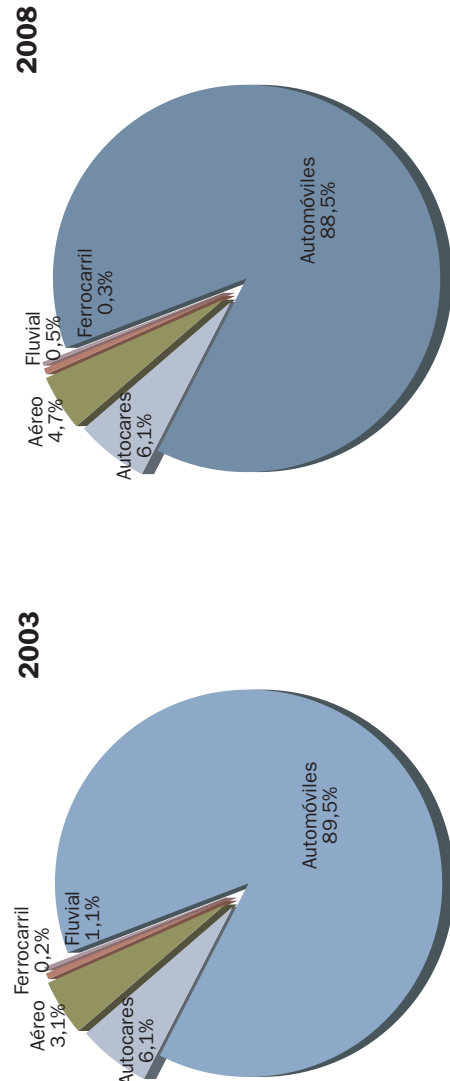 2003
Ferrocarril
0,2%
Fluvial
1,1%
Aéreo
3,1%
Autocares
6,1%
Automóviles
89,5%
2008
Fluvial
0,5%
Ferrocarril
0,3%
Aéreo
4,7%
Autocares
6,1%
Automóviles
88,5%